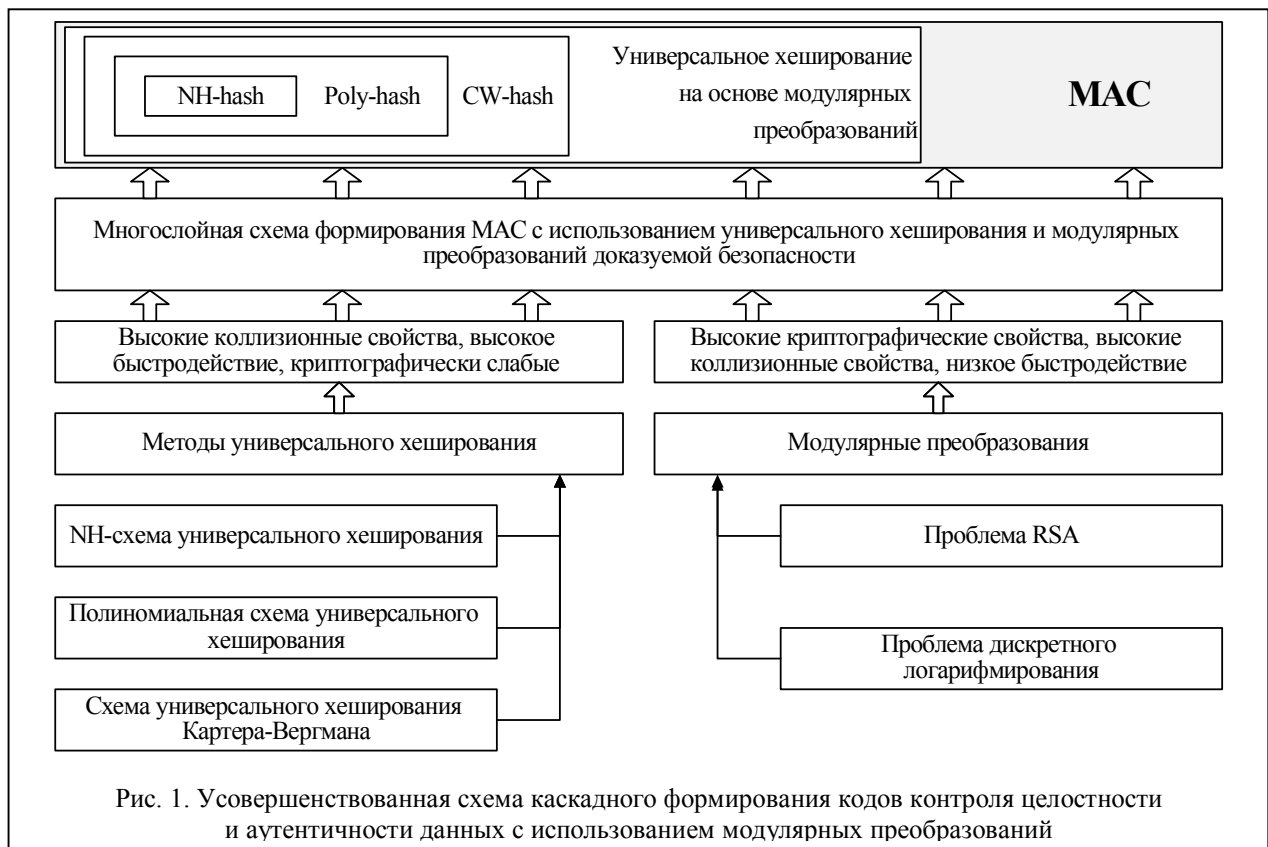 Универсальное хеширование
на основе модулярных
преобразований
NH-hash
Poly-hash
CW-hash
MAC
Многослойная схема формирования MAC с использованием универсального хеширования и модулярных
преобразований доказуемой безопасности
Высокие коллизионные свойства, высокое
быстродействие, криптографически слабые
Высокие криптографические свойства, высокие
коллизионные свойства, низкое быстродействие
Методы универсального хеширования
Модулярные преобразования
NH-схема универсального хеширования
Проблема RSA
Полиномиальная схема универсального
хеширования
Проблема дискретного
логарифмирования
Схема универсального хеширования
Картера-Вергмана
Рис. 1. Усовершенствованная схема каскадного формирования кодов контроля целостности
и аутентичности данных с использованием модулярных преобразований